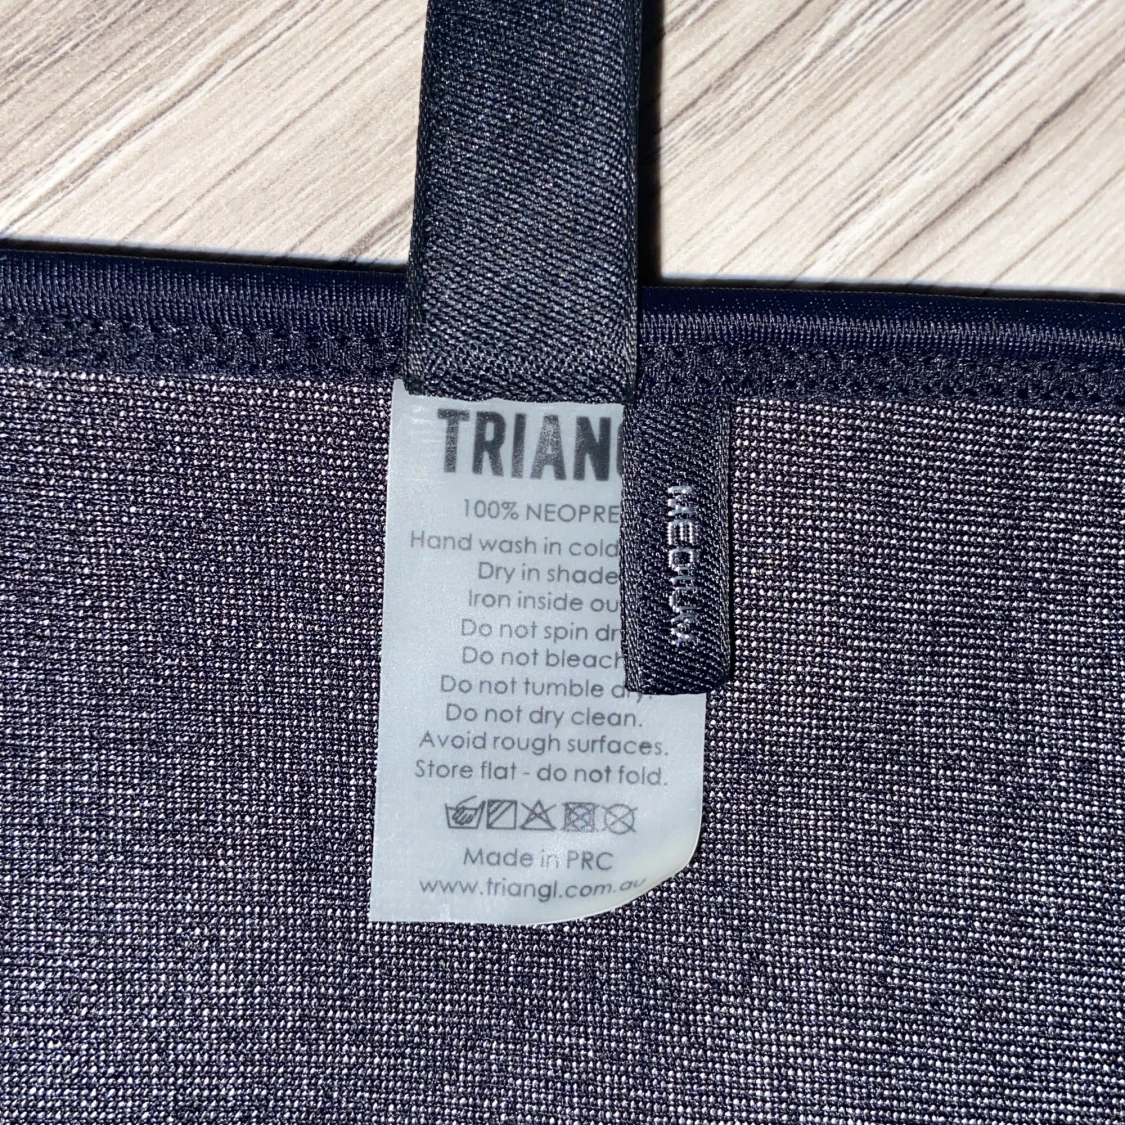 TRIANG
100% NEOPRE
Hand wash in cold
Dry in shade
Iron inside ou
Do not spin dr
Do not bleach
Do not tumble dry.
Do not dry clean.
Avoid rough surfaces.
Store flat - do not fold.
Made in PRC
www.triangl.com.au
MEDIUM